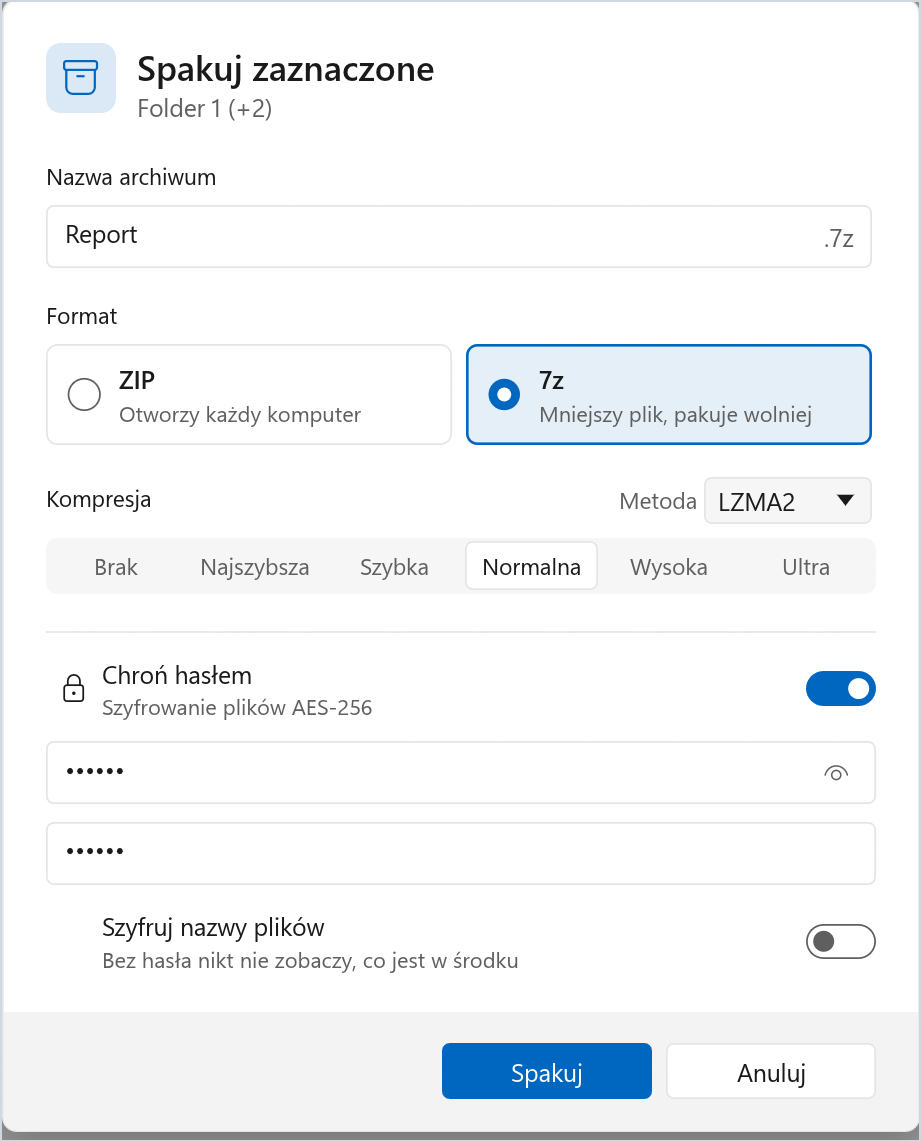 Spakuj zaznaczone
Folder 1 (+2)
Nazwa archiwum
Report .7z
Format
ZIP
Otworzy każdy komputer
7z
Mniejszy plik, pakuje wolniej
Kompresja
Metoda LZMA2
Brak Najszybsza Szybka Normalna Wysoka Ultra
Chroń hasłem
Szyfrowanie plików AES-256
••••••
••••••
Szyfruj nazwy plików
Bez hasła nikt nie zobaczy, co jest w środku
Spakuj Anuluj